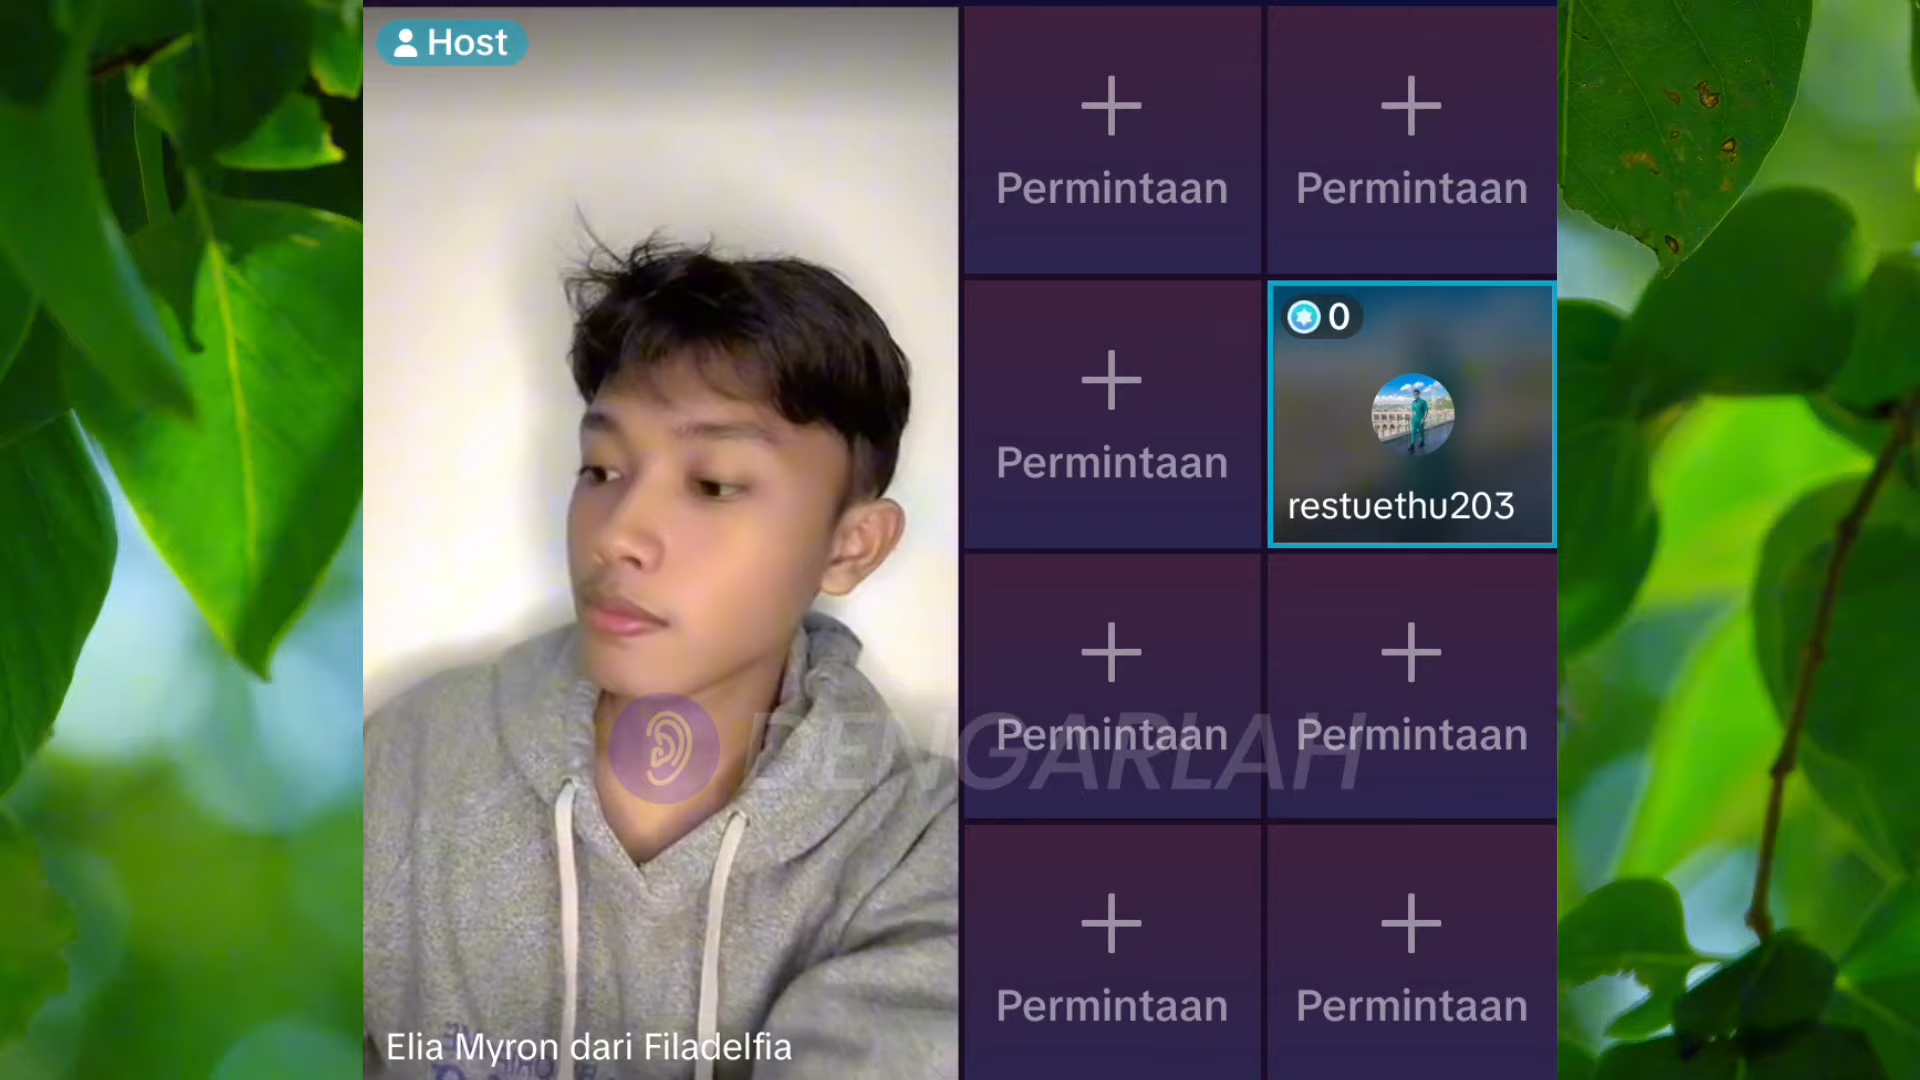 Host
Permintaan
Permintaan
Permintaan
0
restuethu203
Permintaan
Permintaan
DENGARLAH
Permintaan
Permintaan
Elia Myron dari Filadelfia